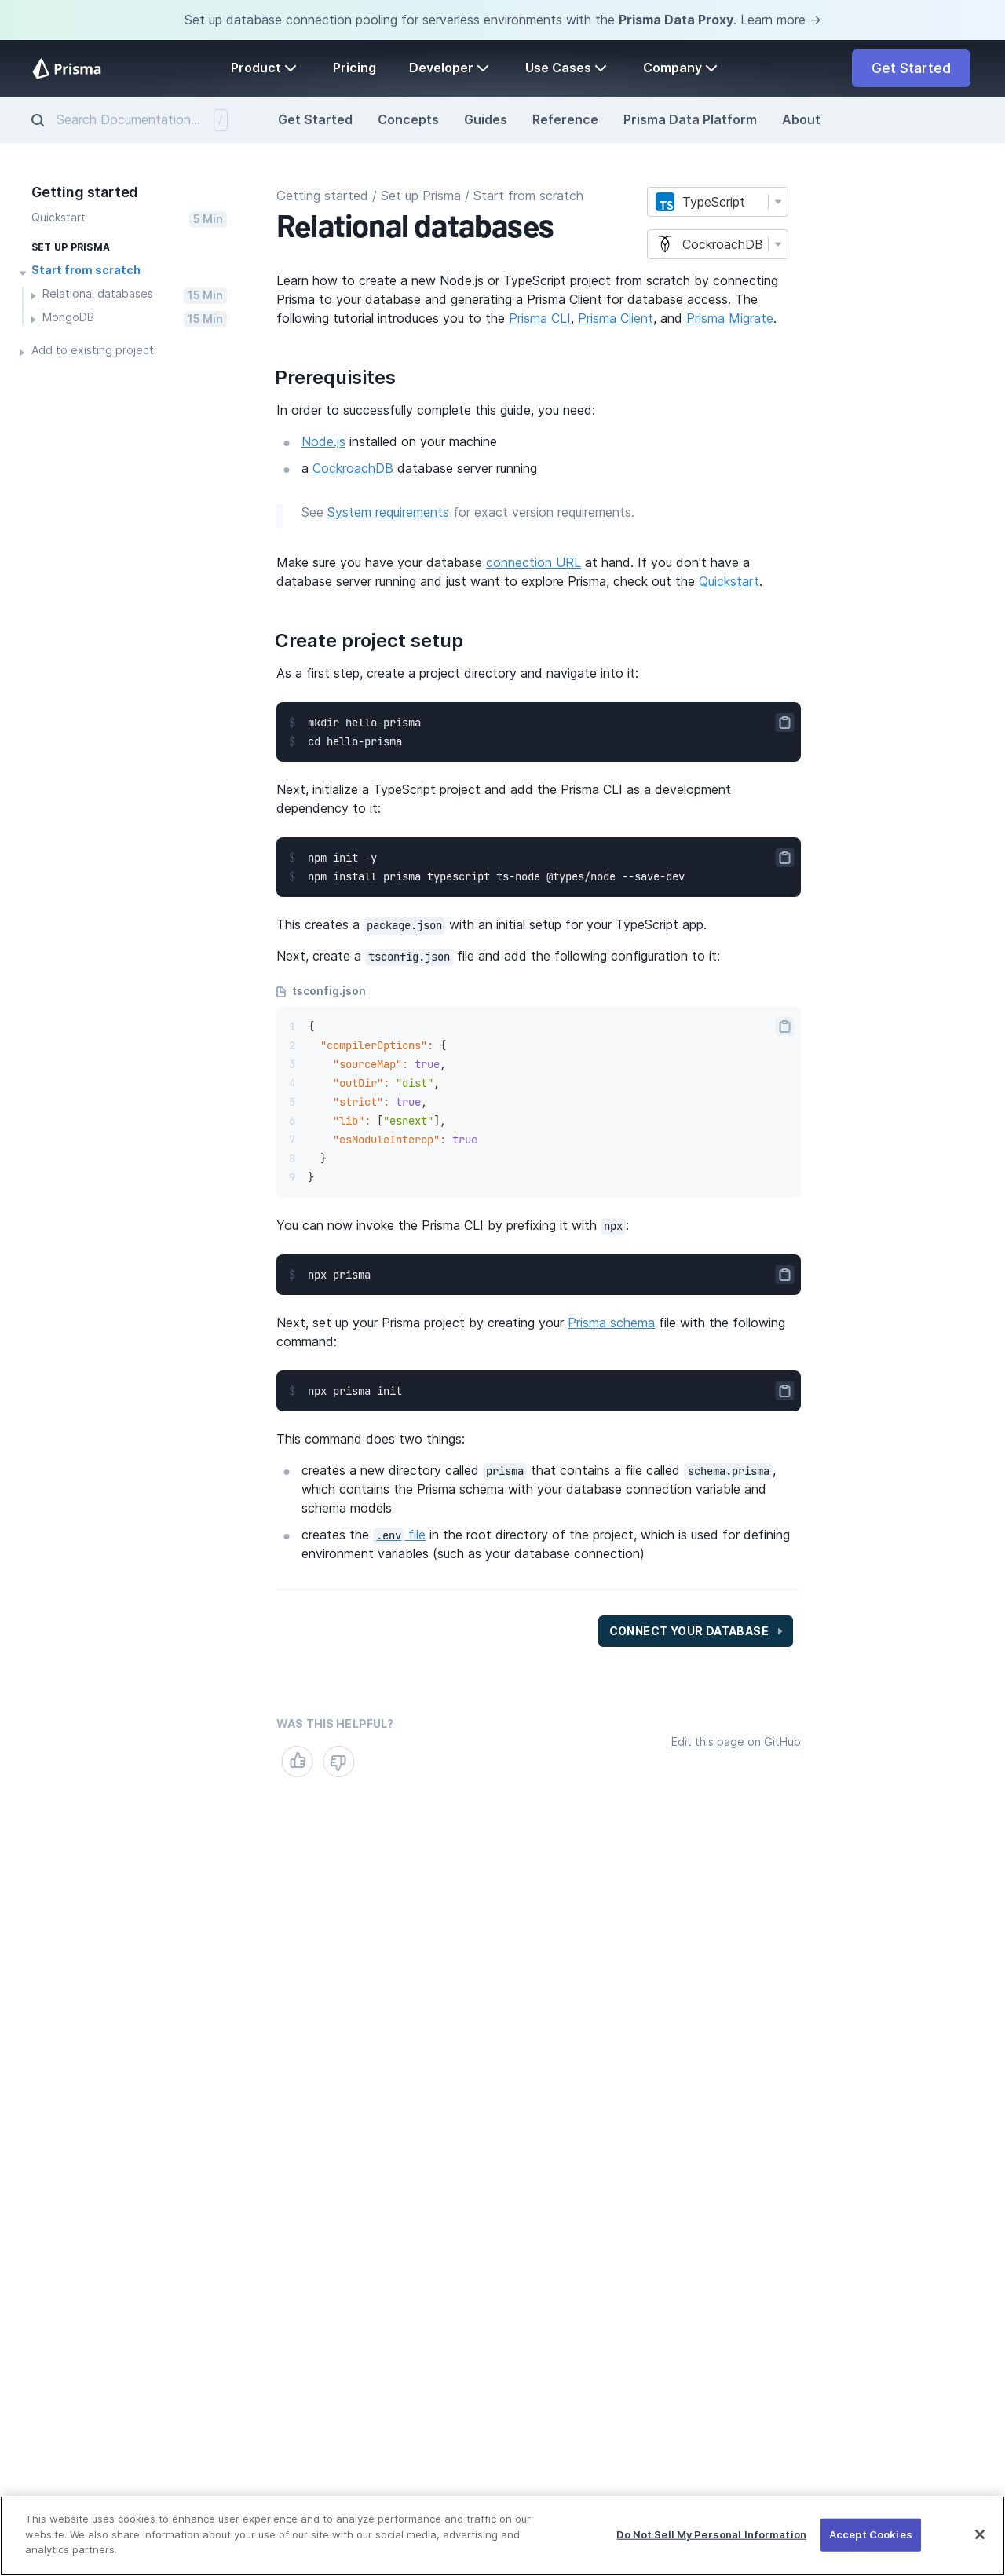 Set up database connection pooling for serverless environments with the Prisma Data Proxy. Learn more →
Prisma
Product
Pricing
Developer
Use Cases
Company
Get Started
Search Documentation...
/
Get Started
Concepts
Guides
Reference
Prisma Data Platform
About
Getting started
Quickstart
5 Min
SET UP PRISMA
Start from scratch
Relational databases
15 Min
MongoDB
15 Min
Add to existing project
Getting started / Set up Prisma / Start from scratch
Relational databases
TS TypeScript
CockroachDB
Learn how to create a new Node.js or TypeScript project from scratch by connecting
Prisma to your database and generating a Prisma Client for database access. The
following tutorial introduces you to the Prisma CLI, Prisma Client, and Prisma Migrate.
Prerequisites
In order to successfully complete this guide, you need:
Node.js installed on your machine
a CockroachDB database server running
See System requirements for exact version requirements.
Make sure you have your database connection URL at hand. If you don't have a
database server running and just want to explore Prisma, check out the Quickstart.
Create project setup
As a first step, create a project directory and navigate into it:
$ mkdir hello-prisma
$ cd hello-prisma
Next, initialize a TypeScript project and add the Prisma CLI as a development
dependency to it:
$ npm init -y
$ npm install prisma typescript ts-node @types/node --save-dev
This creates a package.json with an initial setup for your TypeScript app.
Next, create a tsconfig.json file and add the following configuration to it:
tsconfig.json
1 {
2 "compilerOptions": {
3 "sourceMap": true,
4 "outDir": "dist",
5 "strict": true,
6 "lib": ["esnext"],
7 "esModuleInterop": true
8 }
9 }
You can now invoke the Prisma CLI by prefixing it with npx:
$ npx prisma
Next, set up your Prisma project by creating your Prisma schema file with the following
command:
$ npx prisma init
This command does two things:
creates a new directory called prisma that contains a file called schema.prisma,
which contains the Prisma schema with your database connection variable and
schema models
creates the .env file in the root directory of the project, which is used for defining
environment variables (such as your database connection)
CONNECT YOUR DATABASE
WAS THIS HELPFUL?
Edit this page on GitHub
This website uses cookies to enhance user experience and to analyze performance and traffic on our
website. We also share information about your use of our site with our social media, advertising and
analytics partners.
Do Not Sell My Personal Information
Accept Cookies